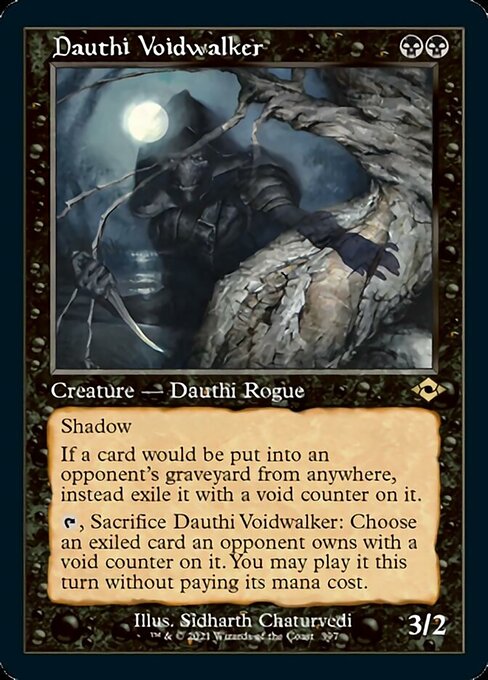 Dauthi Voidwalker
Creature — Dauthi Rogue
Shadow
If a card would be put into an
opponent's graveyard from anywhere,
instead exile it with a void counter on it.
, Sacrifice Dauthi Voidwalker: Choose
an exiled card an opponent owns with a
void counter on it. You may play it this
turn without paying its mana cost.
Illus. Sidharth Chaturvedi
™ & © 2021 Wizards of the Coast 397
3/2